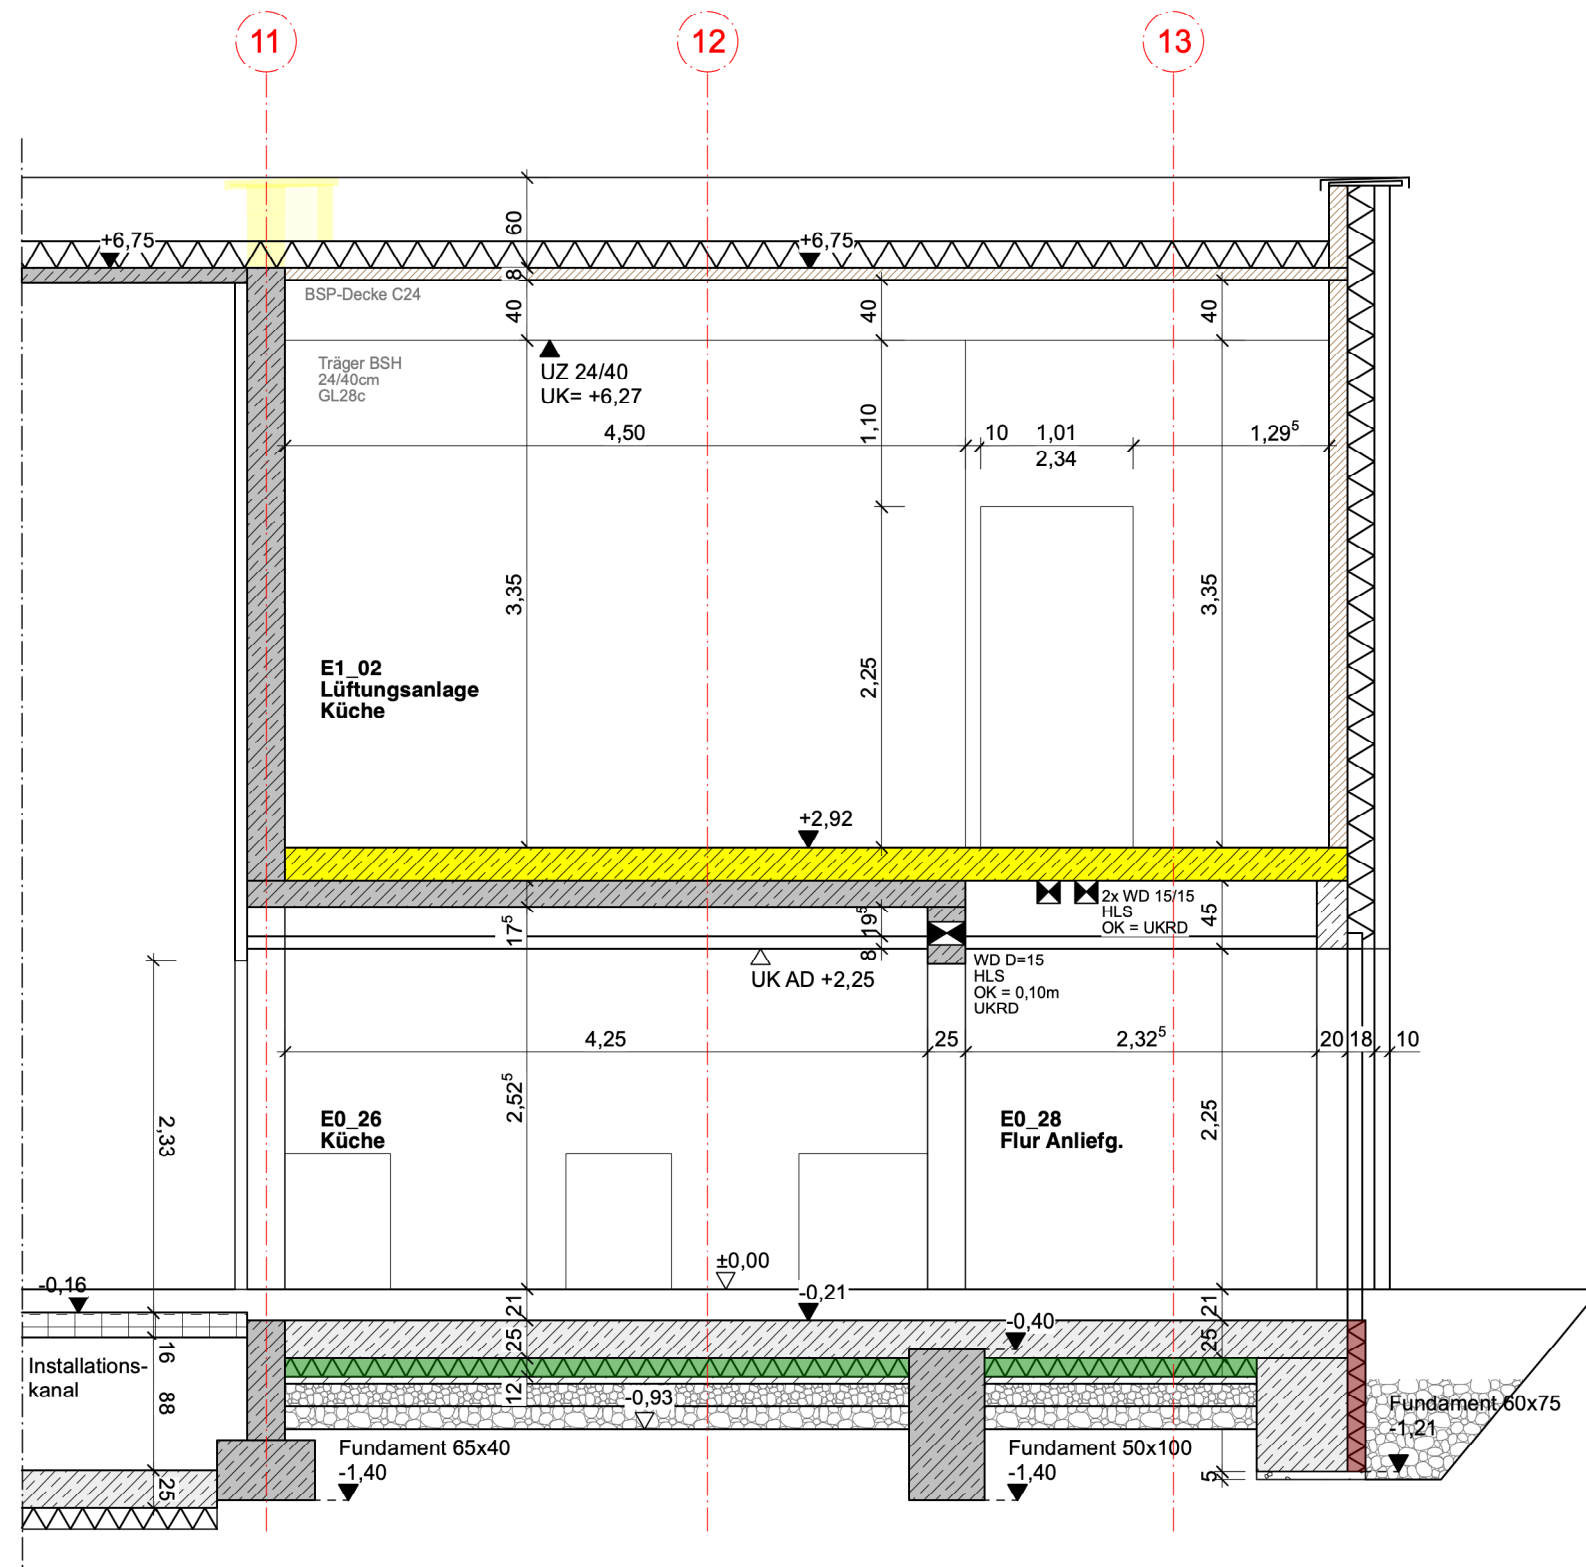 11
12
13
60
+6,75
+6,75
8
BSP-Decke C24
40
40
40
Träger BSH
24/40cm
GL28c
UZ 24/40
UK= +6,27
1,10
4,50
10
1,01
1,29⁵
2,34
3,35
3,35
2,25
E1_02
Lüftungsanlage
Küche
+2,92
2x WD 15/15
HLS
OK = UKRD
45
17⁵
19⁵
8
WD D=15
HLS
OK = 0,10m
UKRD
UK AD +2,25
4,25
25
2,32⁵
20
18
10
2,52⁵
2,33
2,25
E0_26
Küche
E0_28
Flur Anliefg.
±0,00
-0,16
-0,21
21
21
-0,40
25
25
16
Installations-
kanal
12
-0,93
88
Fundament 60x75
-1,21
Fundament 65x40
-1,40
Fundament 50x100
-1,40
25
5